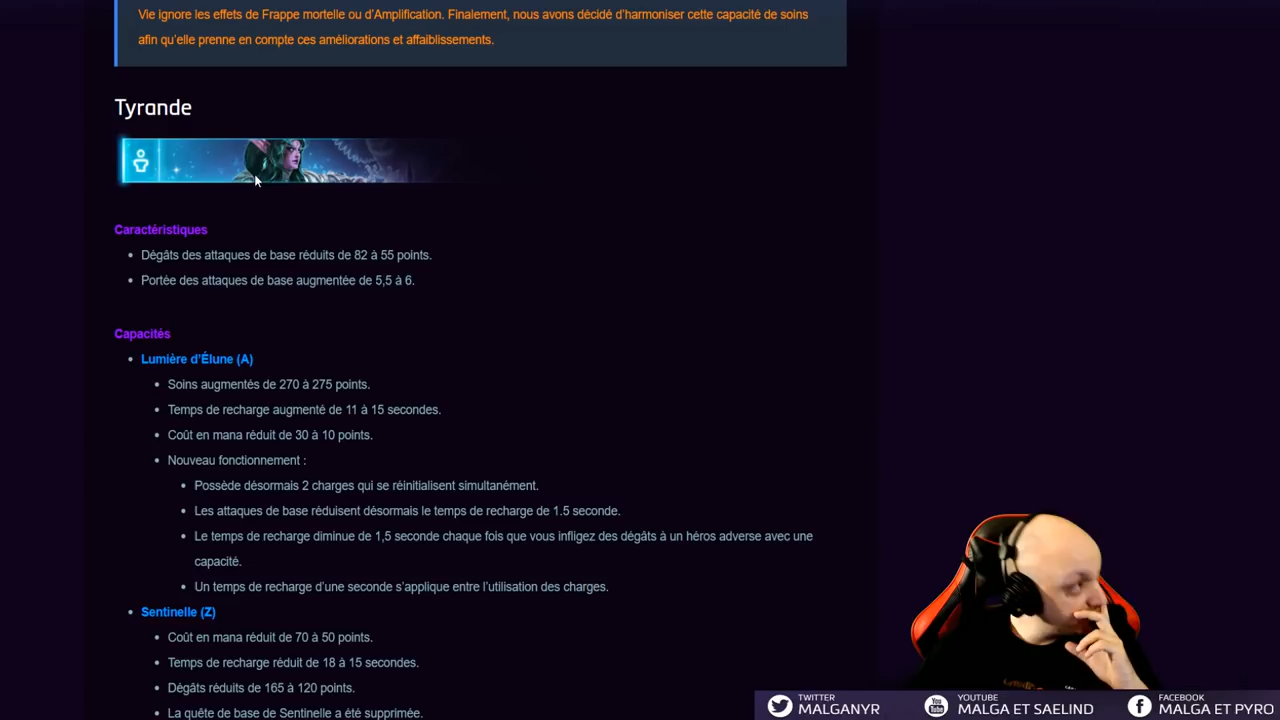 Vie ignore les effets de Frappe mortelle ou d’Amplification. Finalement, nous avons décidé d’harmoniser cette capacité de soins
afin qu’elle prenne en compte ces améliorations et affaiblissements.
Tyrande
Caractéristiques
Dégâts des attaques de base réduits de 82 à 55 points.
Portée des attaques de base augmentée de 5,5 à 6.
Capacités
Lumière d’Élune (A)
Soins augmentés de 270 à 275 points.
Temps de recharge augmenté de 11 à 15 secondes.
Coût en mana réduit de 30 à 10 points.
Nouveau fonctionnement :
Possède désormais 2 charges qui se réinitialisent simultanément.
Les attaques de base réduisent désormais le temps de recharge de 1.5 seconde.
Le temps de recharge diminue de 1,5 seconde chaque fois que vous infligez des dégâts à un héros adverse avec une
capacité.
Un temps de recharge d’une seconde s’applique entre l’utilisation des charges.
Sentinelle (Z)
Coût en mana réduit de 70 à 50 points.
Temps de recharge réduit de 18 à 15 secondes.
Dégâts réduits de 165 à 120 points.
La quête de base de Sentinelle a été supprimée.
TWITTER
MALGANYR
YOUTUBE
MALGA ET SAELIND
FACEBOOK
MALGA ET PYRO